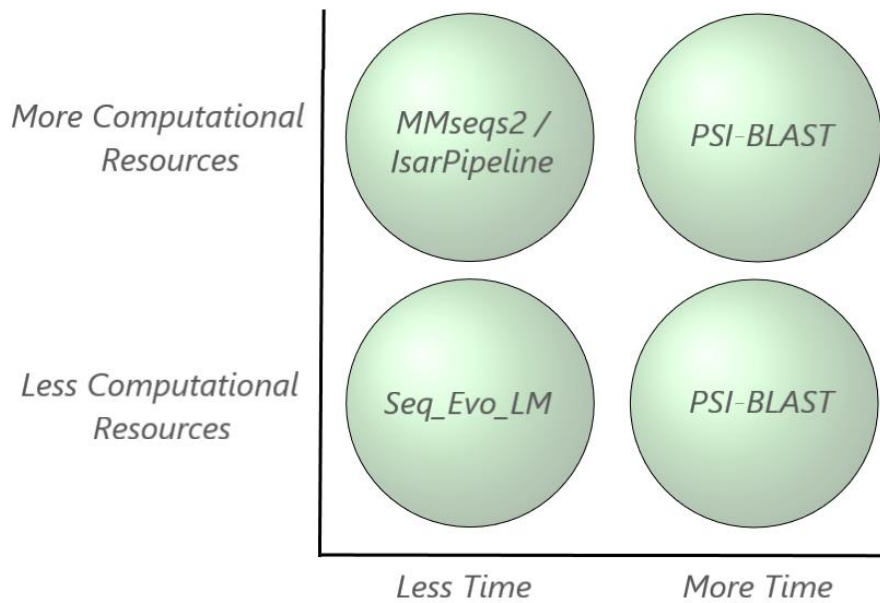 More Computational
Resources
MMseqs2 /
IsarPipeline
PSI-BLAST
Less Computational
Resources
Seq_Evo_LM
PSI-BLAST
Less Time
More Time